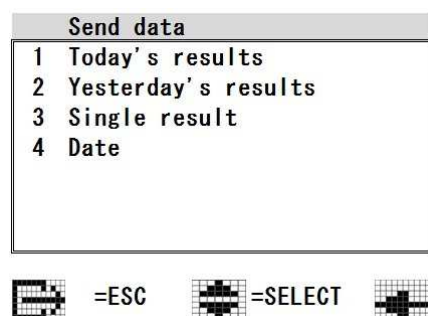 Send data
1 Today's results
2 Yesterday's results
3 Single result
4 Date
=ESC =SELECT